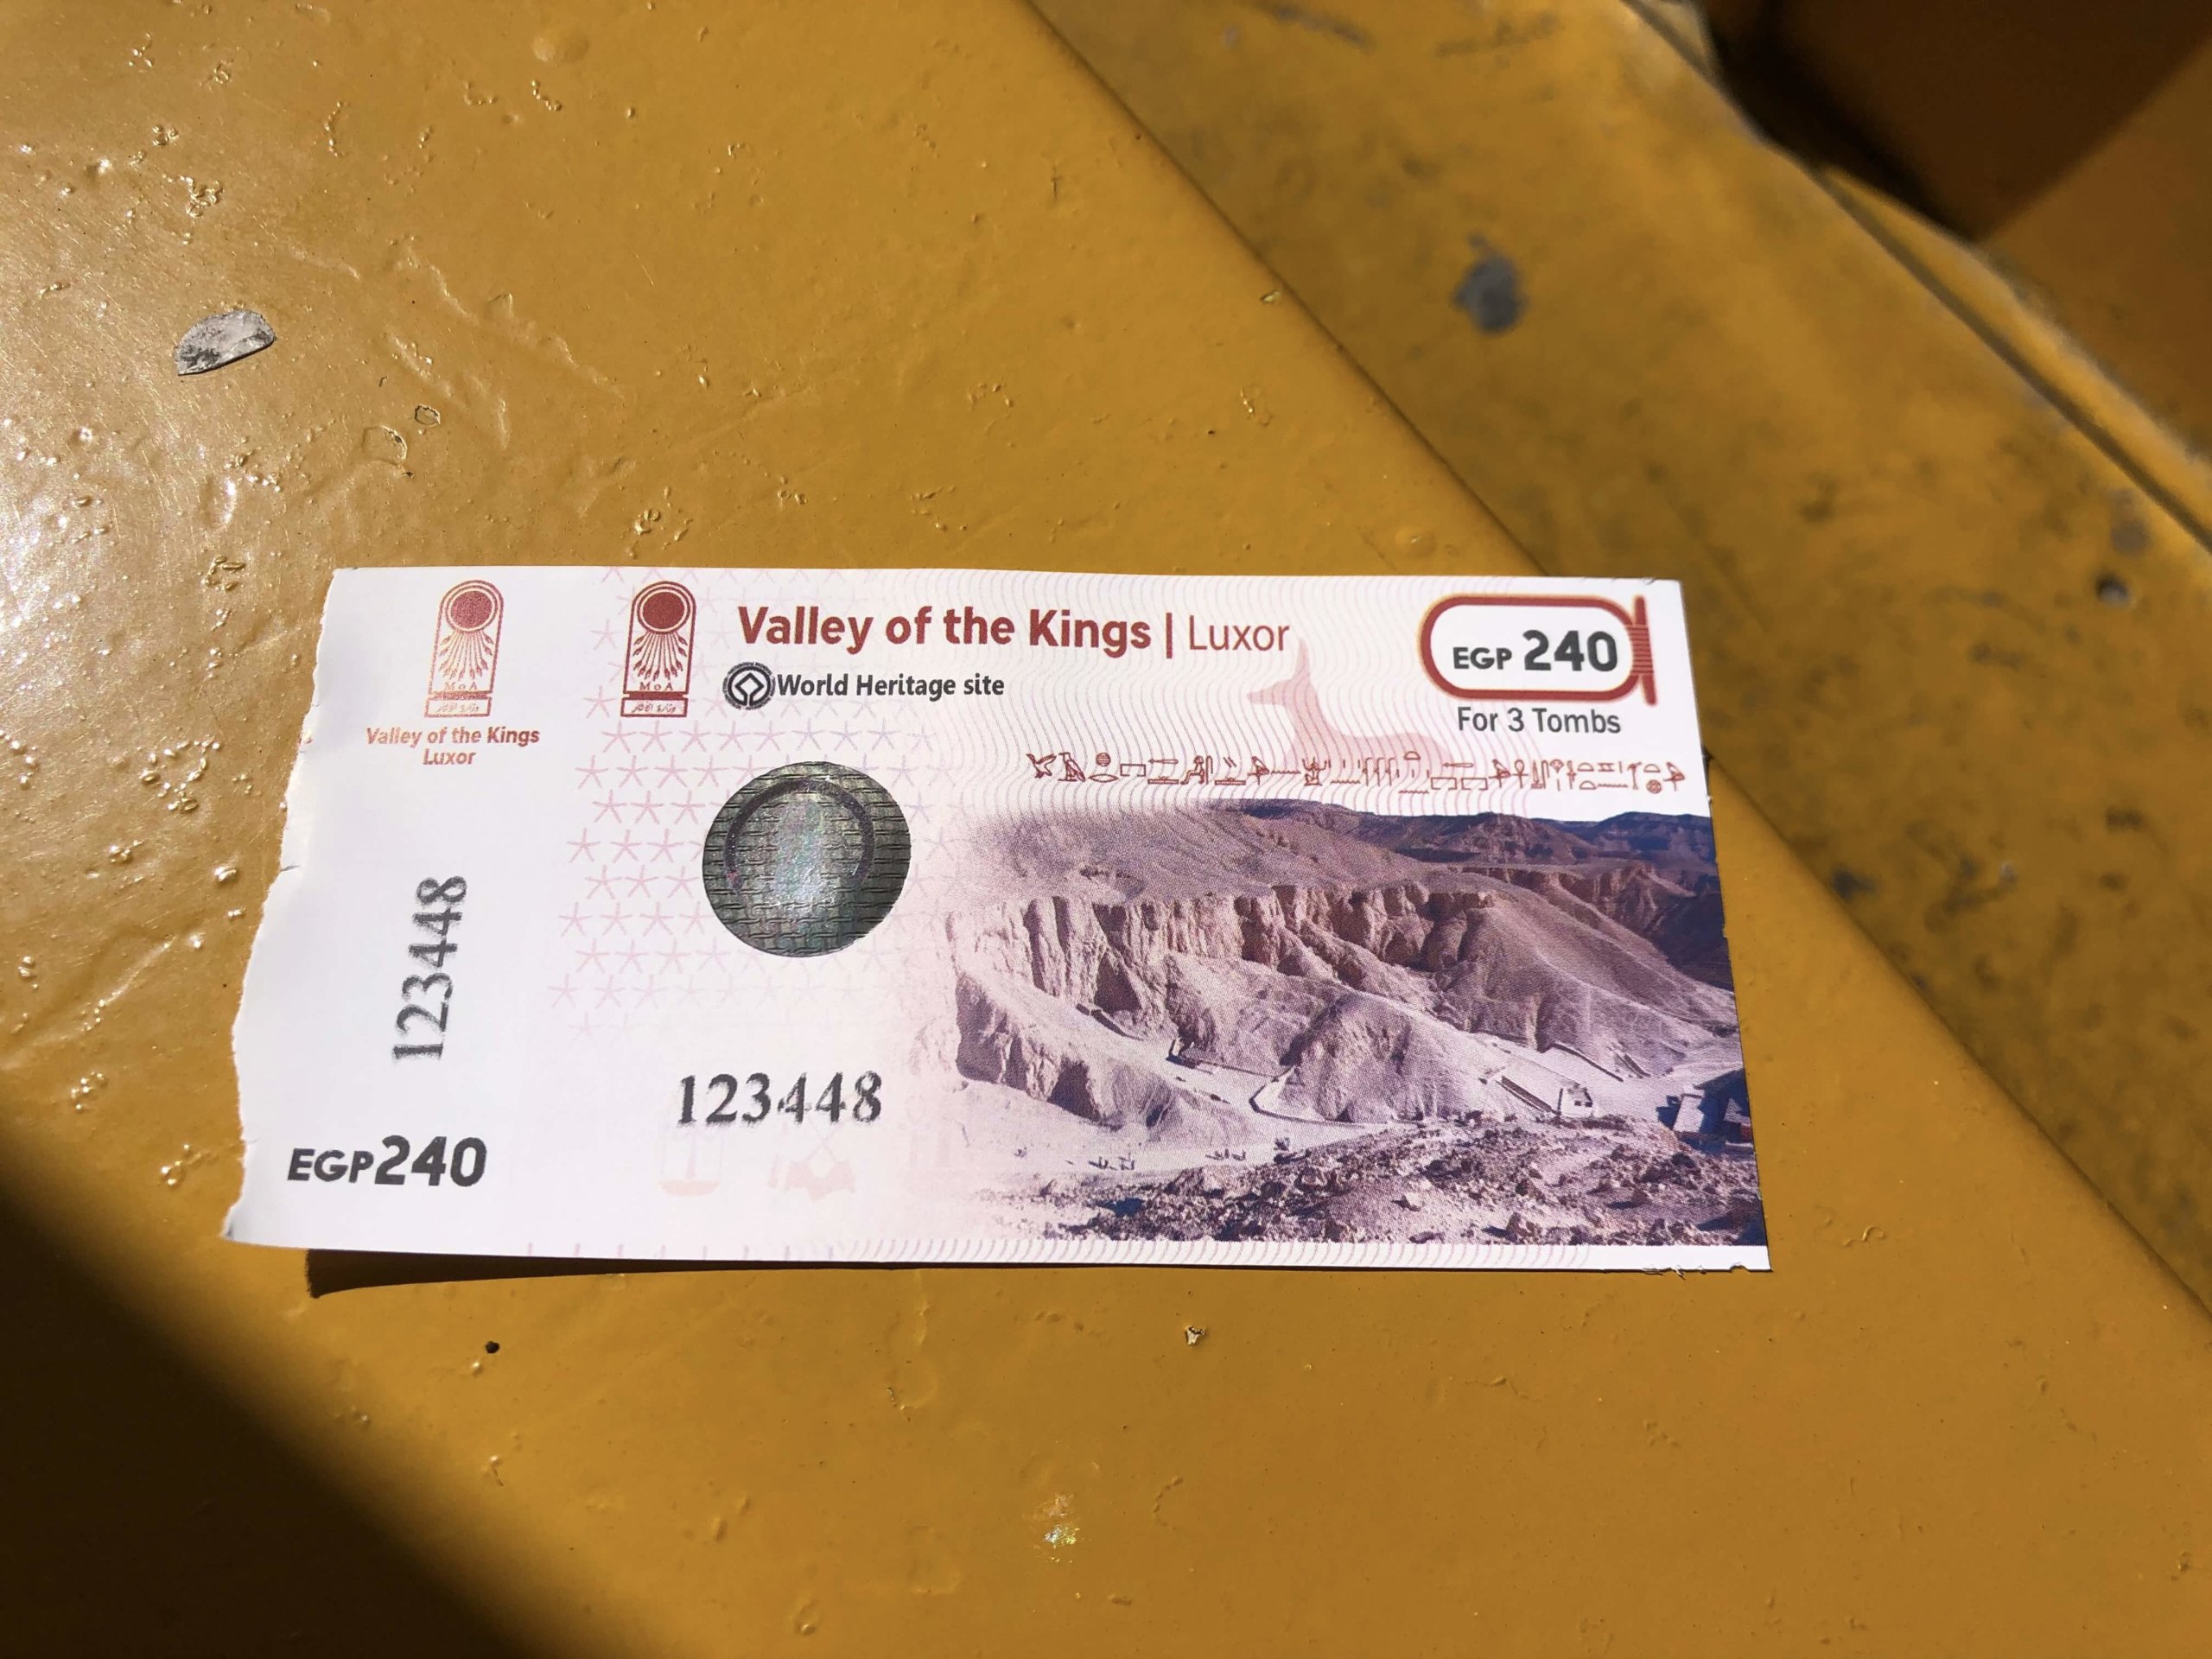 MoA
Valley of the Kings
Luxor
123448
EGP240
MoA
Valley of the Kings | Luxor
World Heritage site
EGP 240
For 3 Tombs
123448